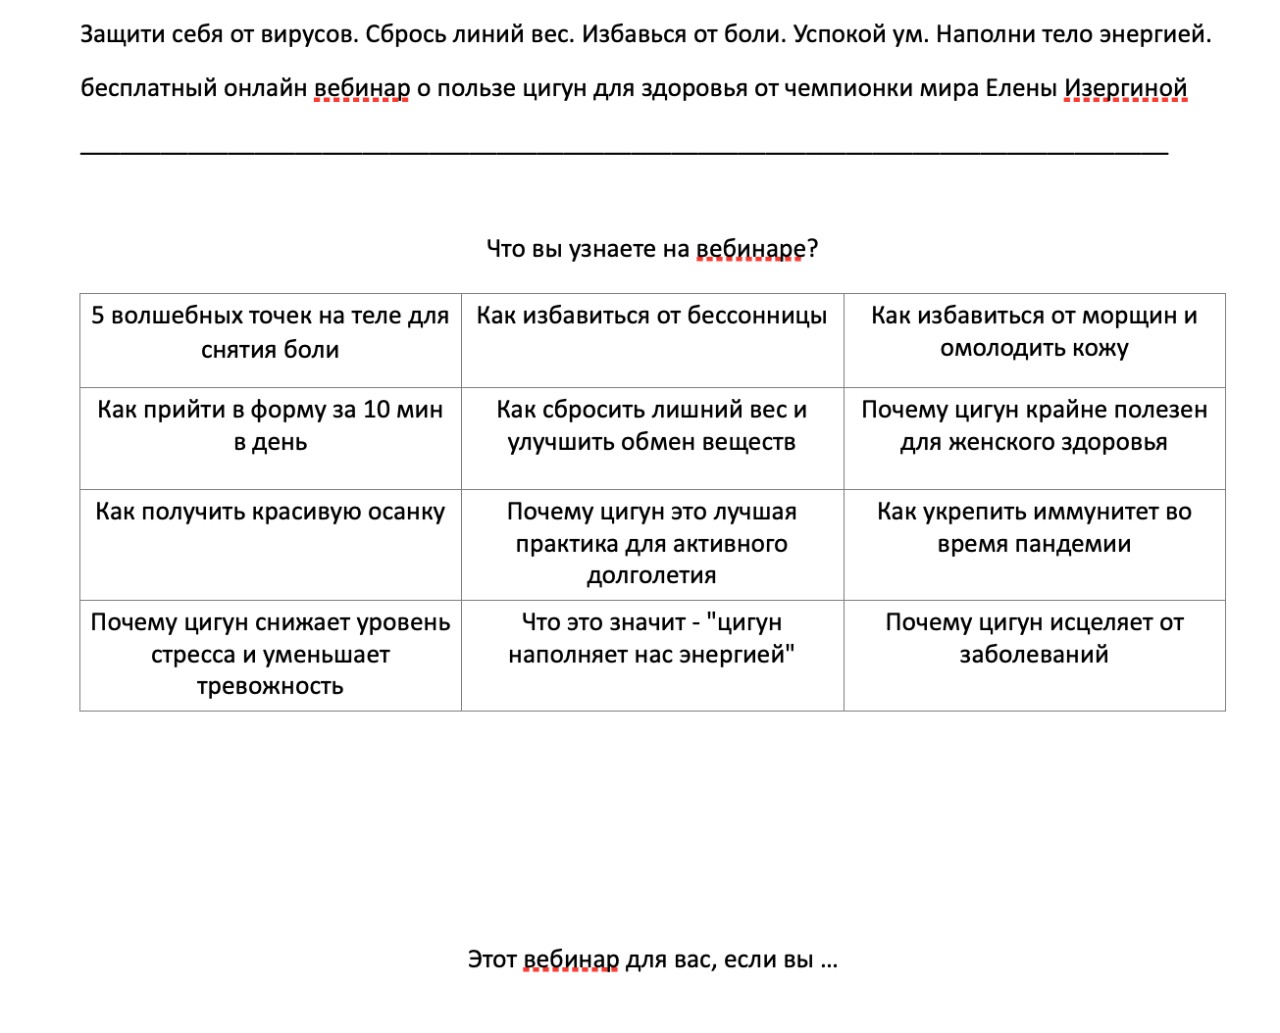 Защити себя от вирусов. Сбрось линий вес. Избавься от боли. Успокой ум. Наполни тело энергией.
бесплатный онлайн вебинар о пользе цигун для здоровья от чемпионки мира Елены Изергиной
Что вы узнаете на вебинаре?
5 волшебных точек на теле для
снятия боли
Как избавиться от бессонницы
Как избавиться от морщин и
омолодить кожу
Как прийти в форму за 10 мин
в день
Как сбросить лишний вес и
улучшить обмен веществ
Почему цигун крайне полезен
для женского здоровья
Как получить красивую осанку
Почему цигун это лучшая
практика для активного
долголетия
Как укрепить иммунитет во
время пандемии
Почему цигун снижает уровень
стресса и уменьшает
тревожность
Что это значит - "цигун
наполняет нас энергией"
Почему цигун исцеляет от
заболеваний
Этот вебинар для вас, если вы ...